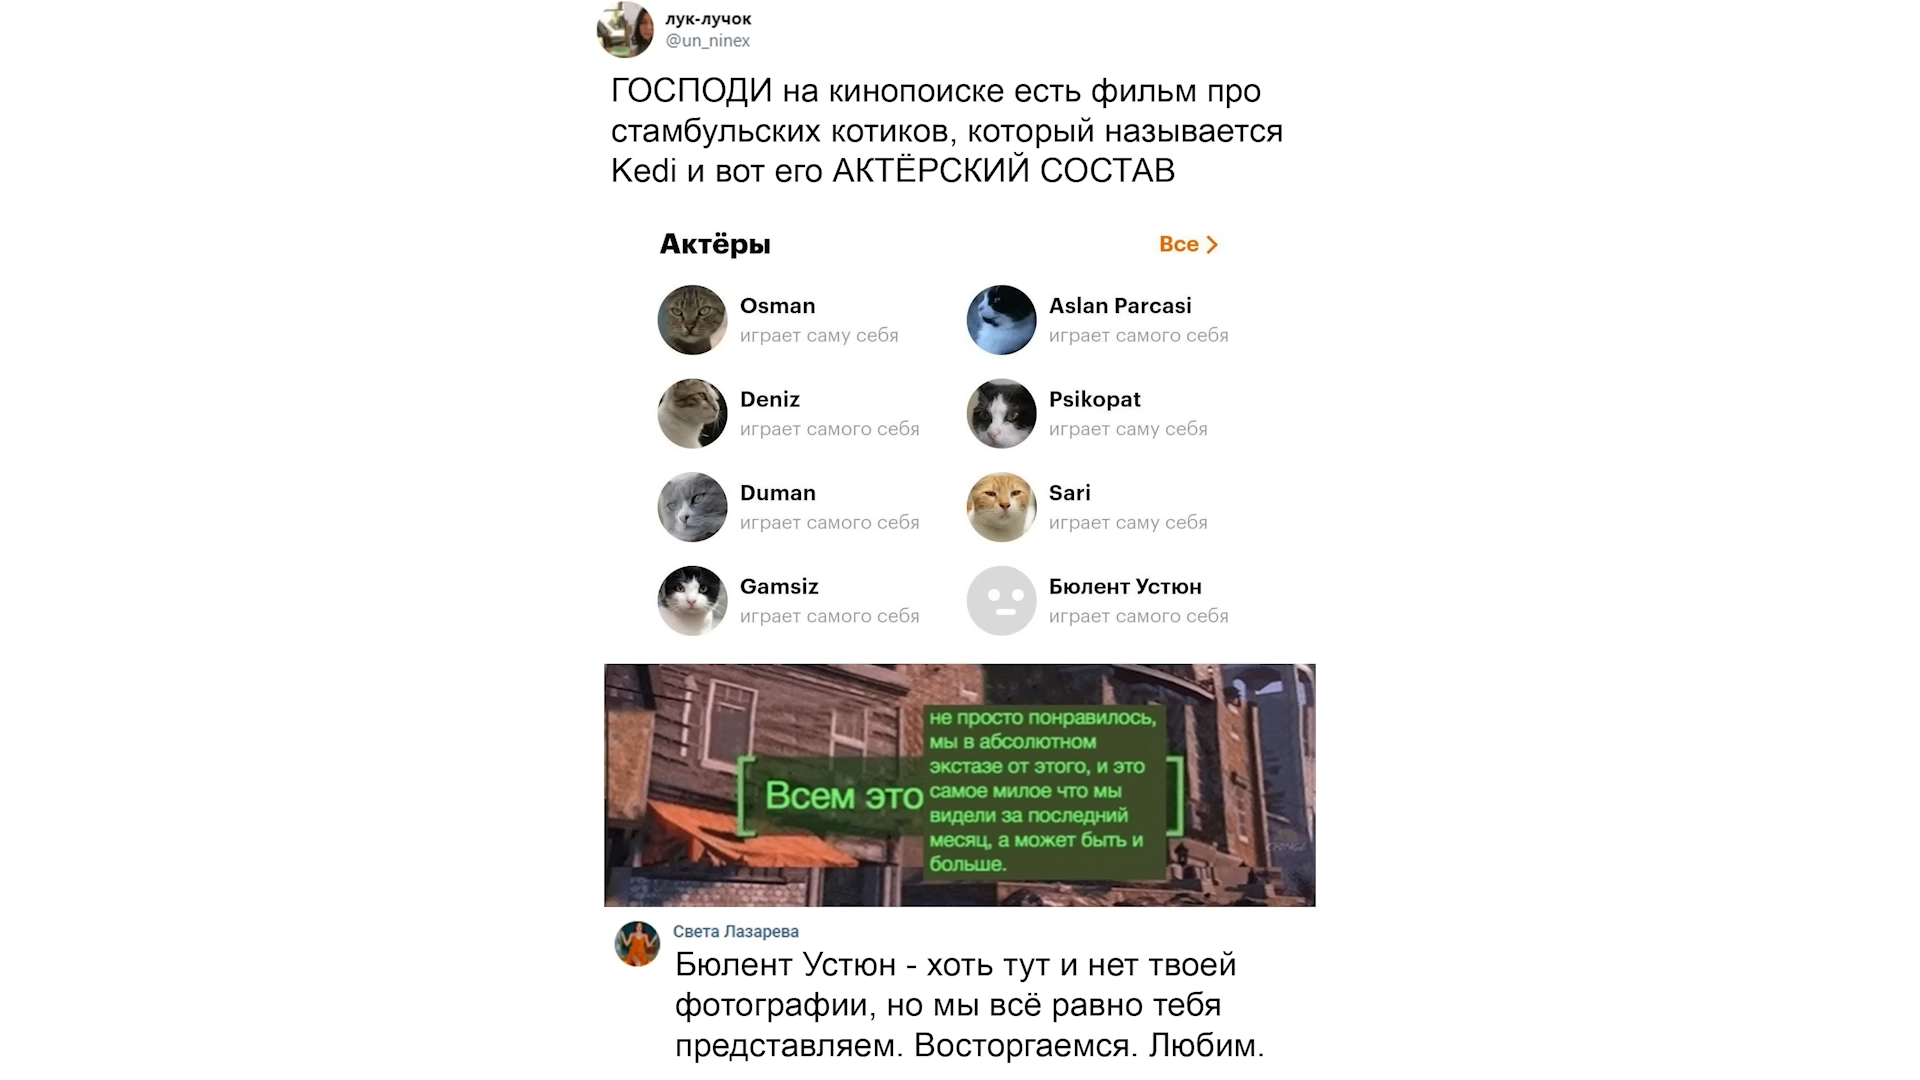 лук-лучок
@un_ninex
ГОСПОДИ на кинопоиске есть фильм про
стамбульских котиков, который называется
Kedi и вот его АКТЁРСКИЙ СОСТАВ
Актёры
Все >
Osman
играет саму себя
Aslan Parcasi
играет самого себя
Deniz
играет самого себя
Psikopat
играет саму себя
Duman
играет самого себя
Sari
играет саму себя
Gamsiz
играет самого себя
Бюлент Устюн
играет самого себя
[Всем это
не просто понравилось,
мы в абсолютном
экстазе от этого, и это
самое милое что мы
видели за последний
месяц, а может быть и
больше.]
Света Лазарева
Бюлент Устюн - хоть тут и нет твоей
фотографии, но мы всё равно тебя
представляем. Восторгаемся. Любим.